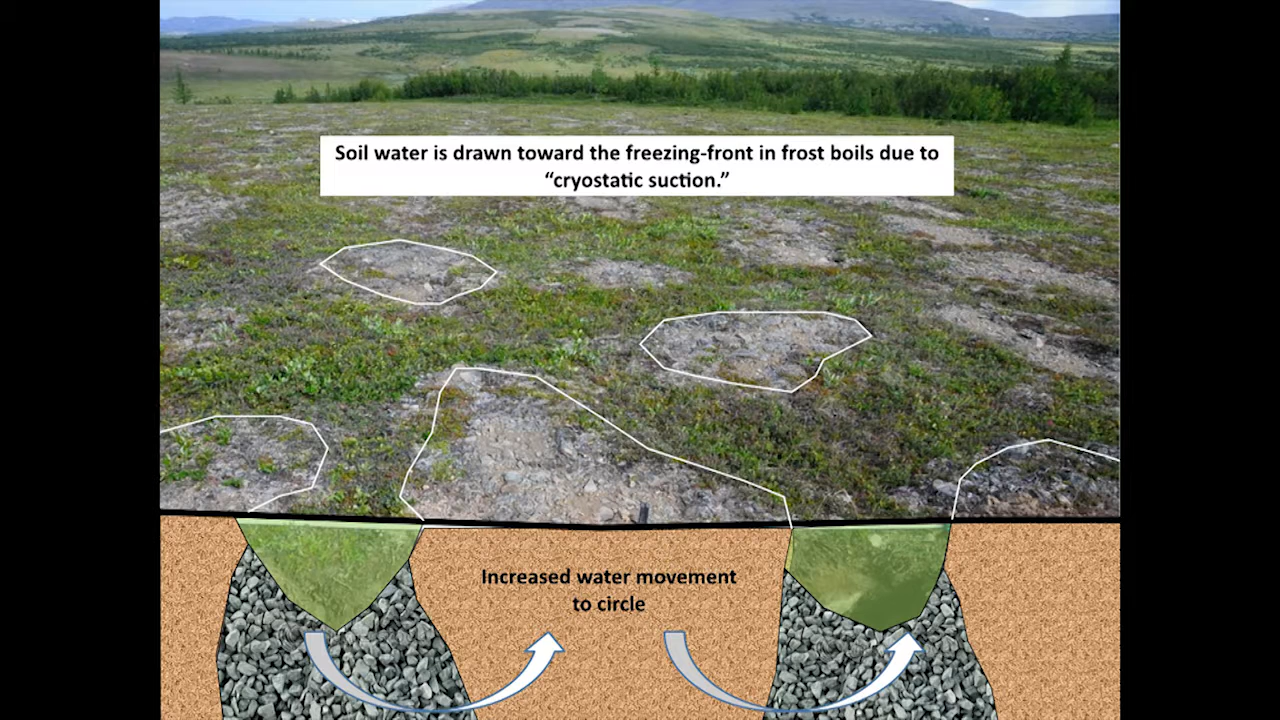 Soil water is drawn toward the freezing-front in frost boils due to
“cryostatic suction.”
Increased water movement
to circle